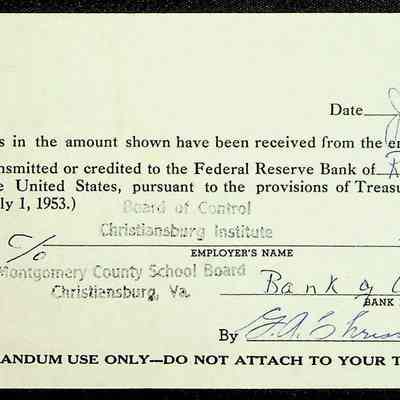 Date
s in the amount shown have been received from the e
nsmitted or credited to the Federal Reserve Bank of
e United States, pursuant to the provisions of Treasu
ly 1, 1953.)
Board of Control
Christiansburg Institute
c/o
EMPLOYER'S NAME
Montgomery County School Board
Bank of
Christiansburg, Va.
BANK
By
ANDUM USE ONLY—DO NOT ATTACH TO YOUR T